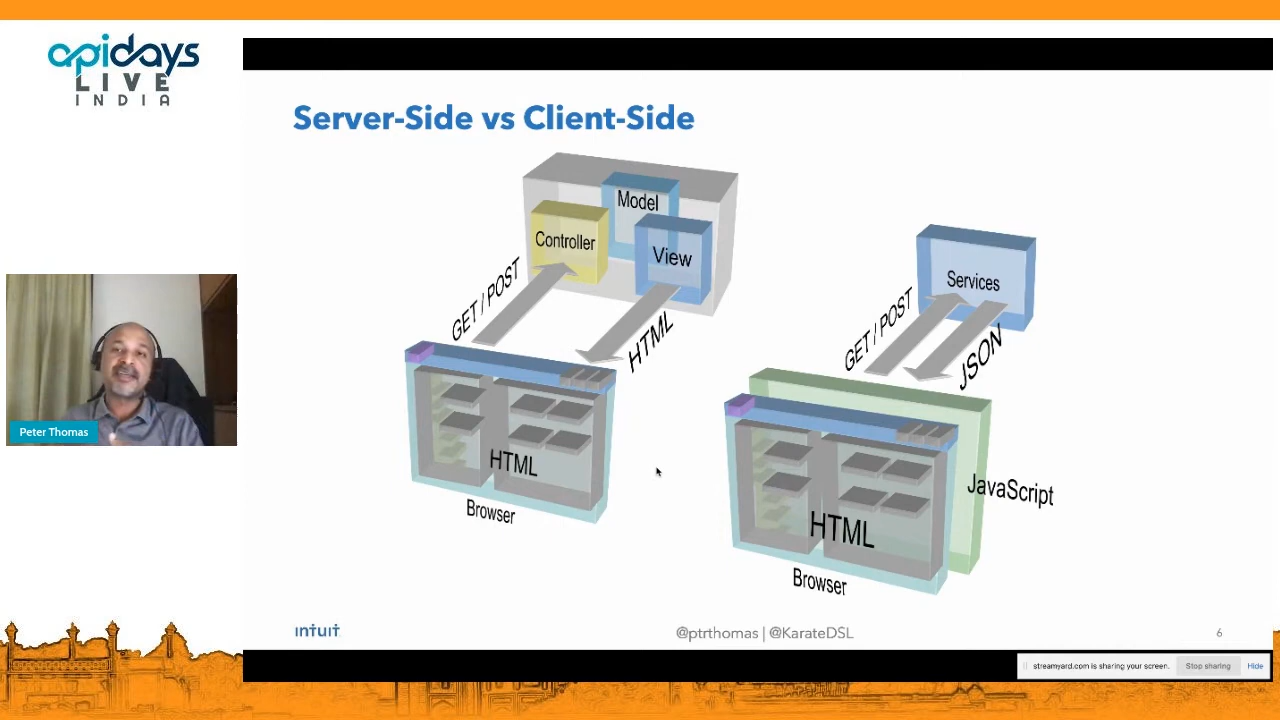 apidays
LIVE
INDIA
Server-Side vs Client-Side
Model
Controller
View
GET / POST
HTML
HTML
Browser
Services
GET / POST
JSON
JavaScript
HTML
Browser
Peter Thomas
intuit
@ptrthomas | @KarateDSL
6
streamyard.com is sharing your screen.
Stop sharing
Hide